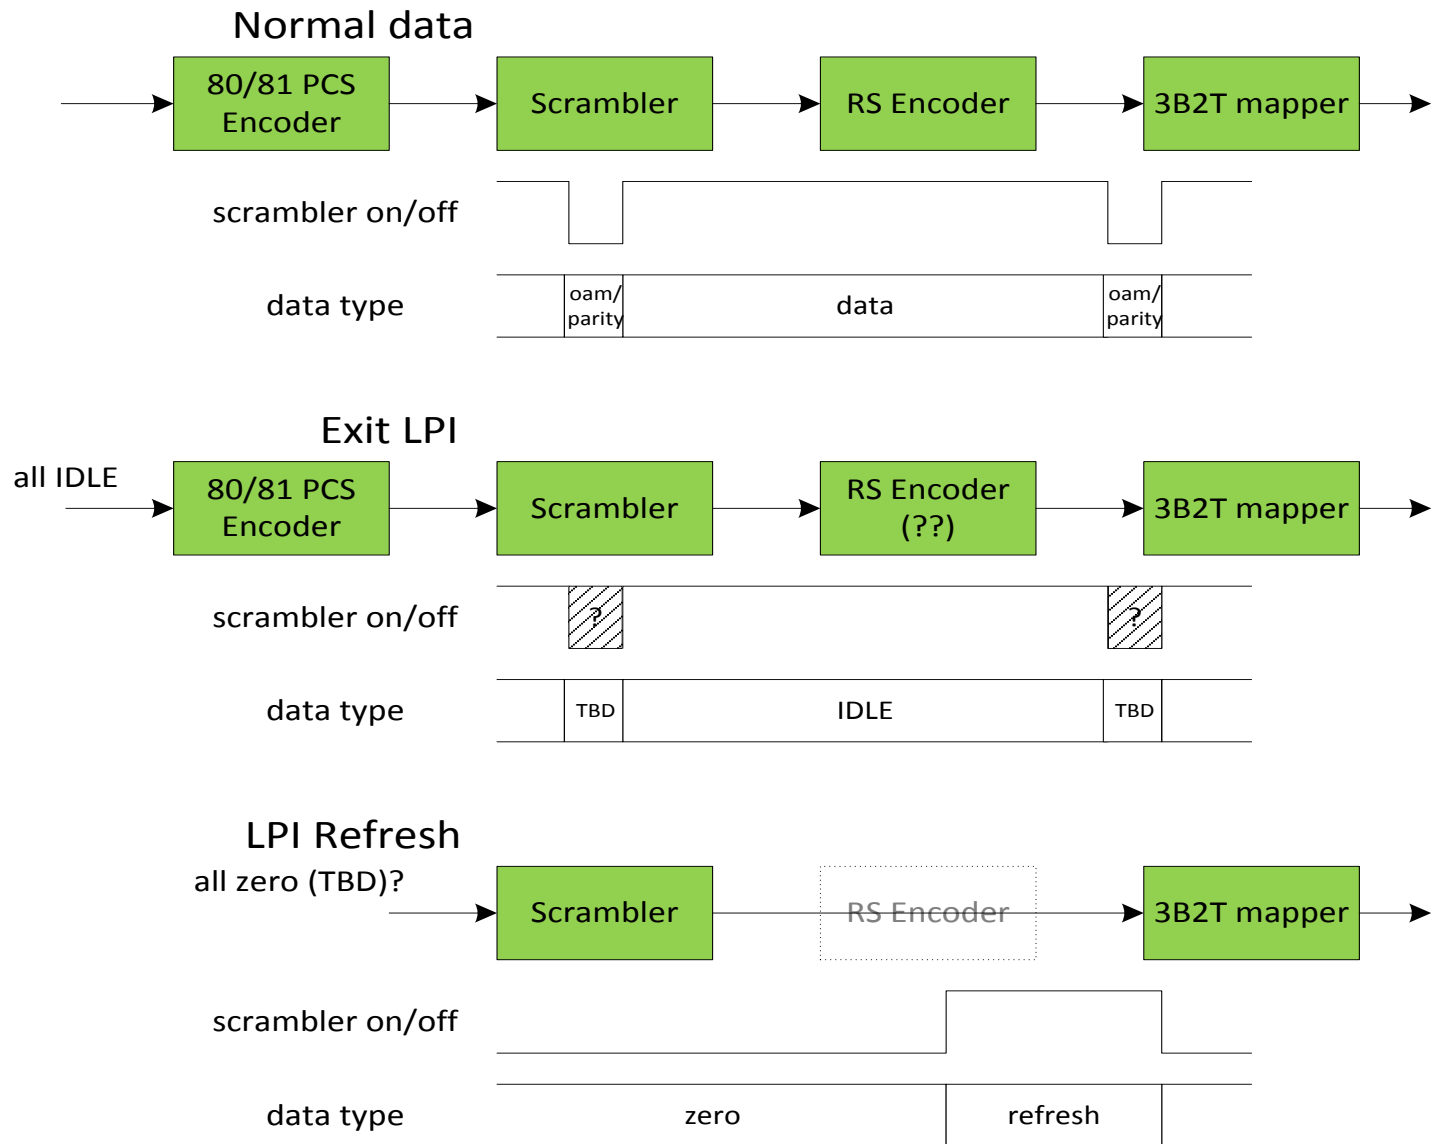 Normal data
80/81 PCS
Encoder
Scrambler
RS Encoder
3B2T mapper
scrambler on/off
data type
oam/
parity
data
oam/
parity
Exit LPI
all IDLE
80/81 PCS
Encoder
Scrambler
RS Encoder
(??)
3B2T mapper
scrambler on/off
?
?
data type
TBD
IDLE
TBD
LPI Refresh
all zero (TBD)?
Scrambler
RS Encoder
3B2T mapper
scrambler on/off
data type
zero
refresh